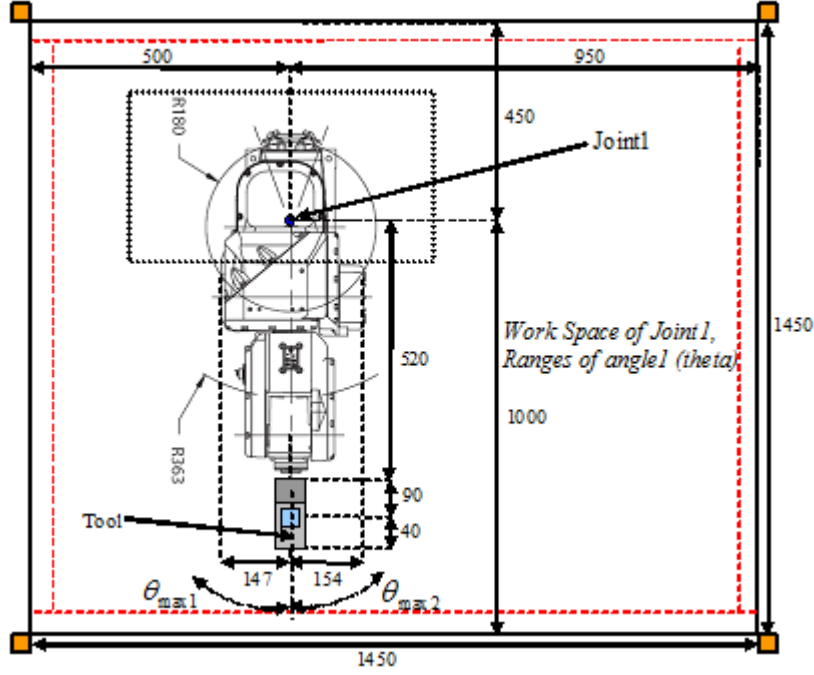 500
950
R180
450
Joint1
1450
Work Space of Joint1,
Ranges of angle1 (theta)
520
1000
R363
90
Tool
40
147
154
θmax1
θmax2
1450